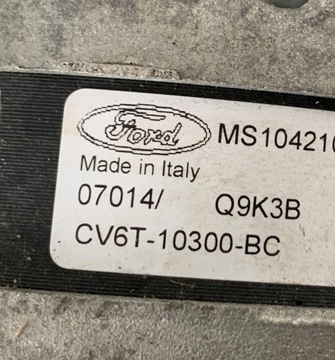 Ford MS104210
Made in Italy
07014/ Q9K3B
CV6T-10300-BC